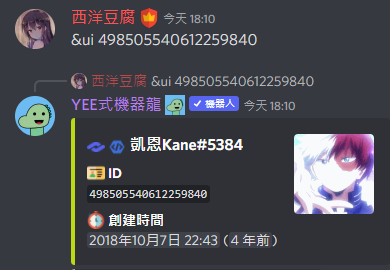 西洋豆腐 今天 18:10
&ui 498505540612259840
西洋豆腐 &ui 498505540612259840
YEE式機器龍 機器人 今天 18:10
凱恩Kane#5384
ID
498505540612259840
創建時間
2018年10月7日 22:43 (4 年前)